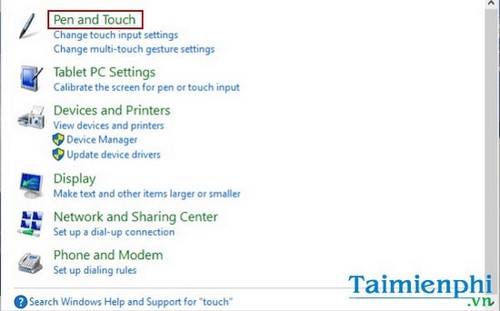 Pen and Touch
Change touch input settings
Change multi-touch gesture settings
Tablet PC Settings
Calibrate the screen for pen or touch input
Devices and Printers
View devices and printers
Device Manager
Update device drivers
Display
Make text and other items larger or smaller
Network and Sharing Center
Set up a dial-up connection
Phone and Modem
Set up dialing rules
Search Windows Help and Support for "touch"
Taimienphi
.vn